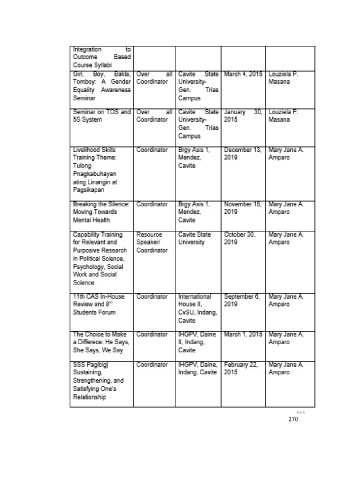 Integration to
Outcome Based
Course Syllabi
Girl, Boy, Bakla,
Tomboy: A Gender
Equality Awareness
Seminar
Over all
Coordinator
Cavite State
University-
Gen. Trias
Campus
March 4, 2015
Louziela P.
Masana
Seminar on TOS and
5S System
Over all
Coordinator
Cavite State
University-
Gen. Trias
Campus
January 30,
2015
Louziela P.
Masana
Livelihood Skills
Training Theme:
Tulong
Pnagkabuhayan
ating Linangin at
Pagsikapan
Coordinator
Brgy Asis 1,
Mendez,
Cavite
December 13,
2019
Mary Jane A.
Amparo
Breaking the Silence:
Moving Towards
Mental Health
Coordinator
Brgy Asis 1,
Mendez,
Cavite
November 15,
2019
Mary Jane A.
Amparo
Capability Training
for Relevant and
Purposive Research
in Political Science,
Psychology, Social
Work and Social
Science
Resource
Speaker/
Coordinator
Cavite State
University
October 30,
2019
Mary Jane A.
Amparo
11th CAS In-House
Review and 8th
Students Forum
Coordinator
International
House II,
CvSU, Indang,
Cavite
September 6,
2019
Mary Jane A.
Amparo
The Choice to Make
a Difference: He Says,
She Says, We Say
Coordinator
IHGPV, Daine
II, Indang,
Cavite
March 1, 2015
Mary Jane A.
Amparo
SSS Pagibig|
Sustaining,
Strengthening, and
Satisfying One's
Relationship
Coordinator
IHGPV, Daine,
Indang, Cavite
February 22,
2015
Mary Jane A.
Amparo
270